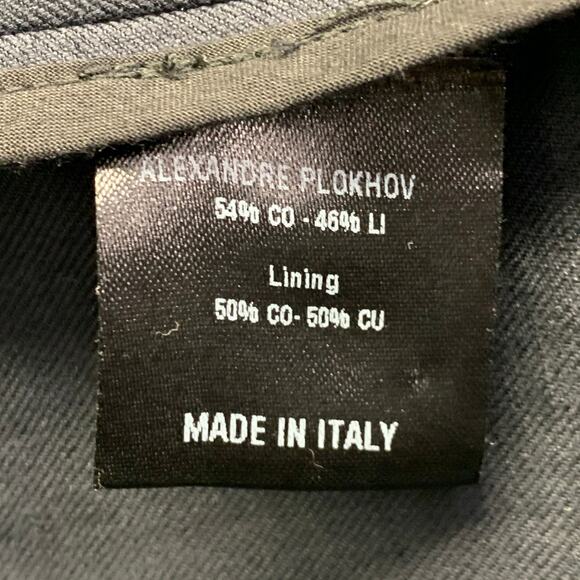 ALEXANDRE PLOKHOV
54% CO - 46% LI
Lining
50% CO- 50% CU
MADE IN ITALY